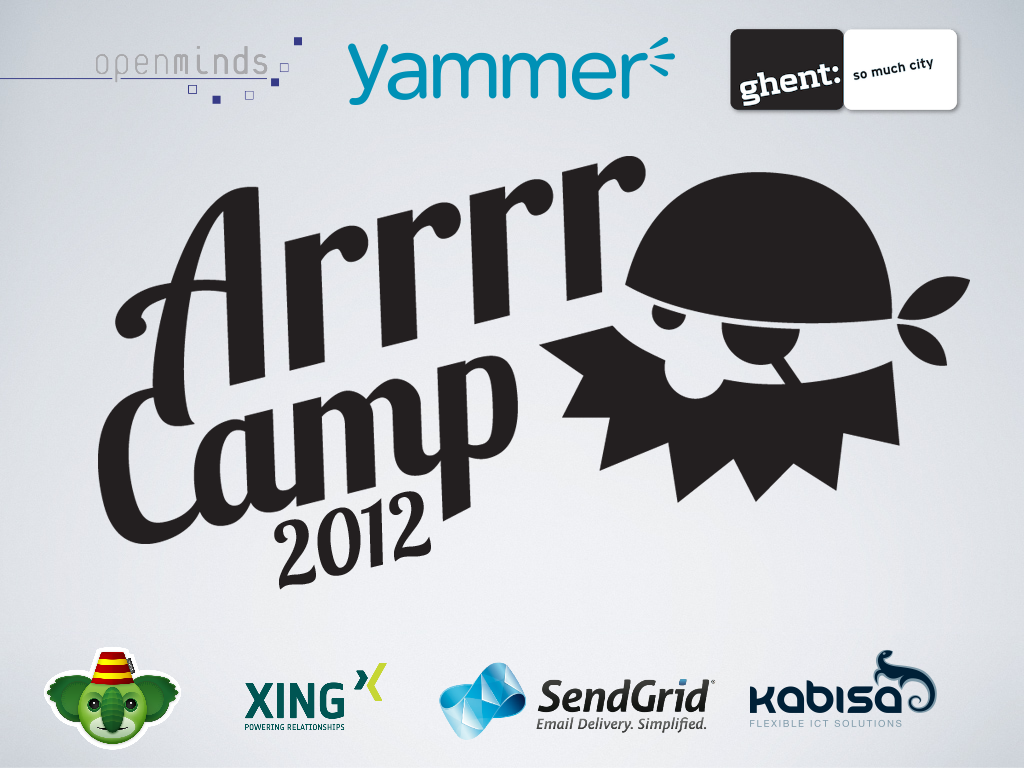 openminds
yammer
ghent:
so much city
Arrrr
Camp
2012
XING
POWERING RELATIONSHIPS
SendGrid®
Email Delivery. Simplified.
kabisa
FLEXIBLE ICT SOLUTIONS